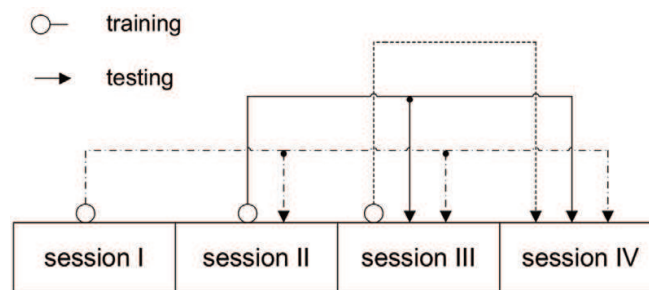 training
testing
session I
session II
session III
session IV